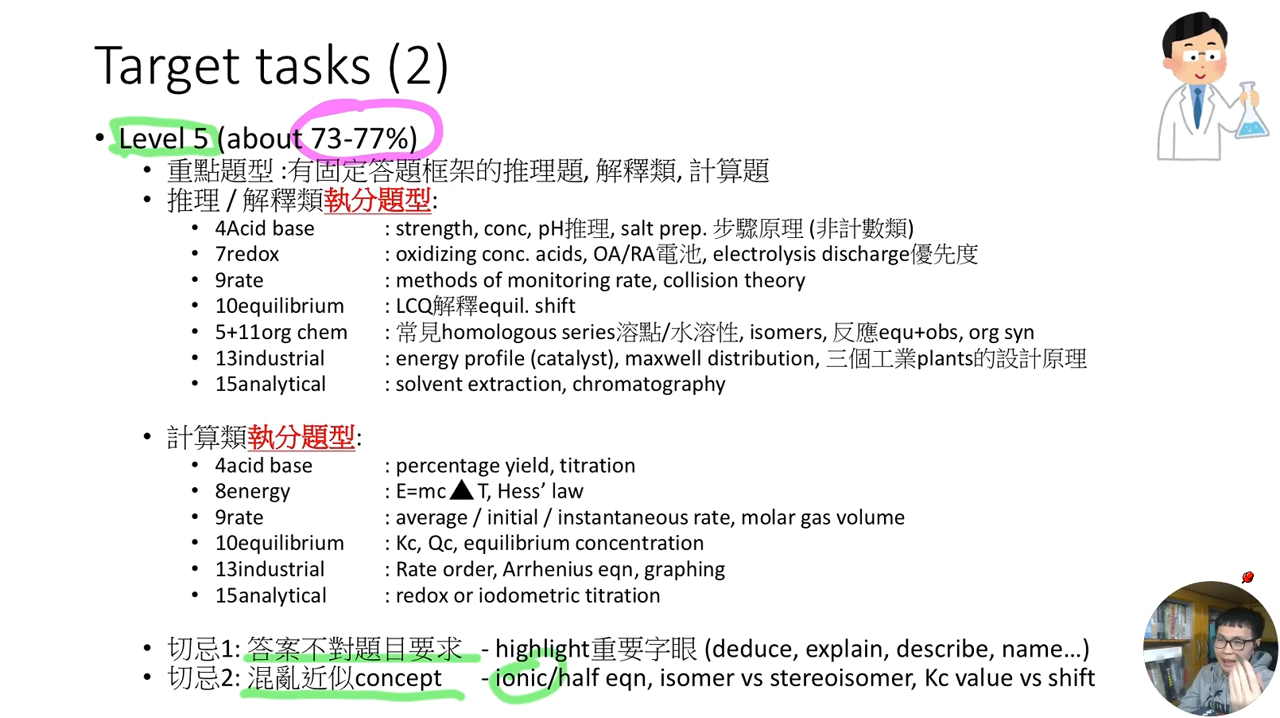 Target tasks (2)
• Level 5 (about 73-77%)
• 重點題型 :有固定答題框架的推理題, 解釋類, 計算題
• 推理 / 解釋類執分題型:
• 4Acid base : strength, conc, pH推理, salt prep. 步驟原理 (非計數類)
• 7redox : oxidizing conc. acids, OA/RA電池, electrolysis discharge優先度
• 9rate : methods of monitoring rate, collision theory
• 10equilibrium : LCQ解釋equil. shift
• 5+11org chem : 常見homologous series溶點/水溶性, isomers, 反應equ+obs, org syn
• 13industrial : energy profile (catalyst), maxwell distribution, 三個工業plants的設計原理
• 15analytical : solvent extraction, chromatography
• 計算類執分題型:
• 4acid base : percentage yield, titration
• 8energy : E=mc▲T, Hess’ law
• 9rate : average / initial / instantaneous rate, molar gas volume
• 10equilibrium : Kc, Qc, equilibrium concentration
• 13industrial : Rate order, Arrhenius eqn, graphing
• 15analytical : redox or iodometric titration
• 切忌1: 答案不對題目要求 - highlight重要字眼 (deduce, explain, describe, name…)
• 切忌2: 混亂近似concept - ionic/half eqn, isomer vs stereoisomer, Kc value vs shift